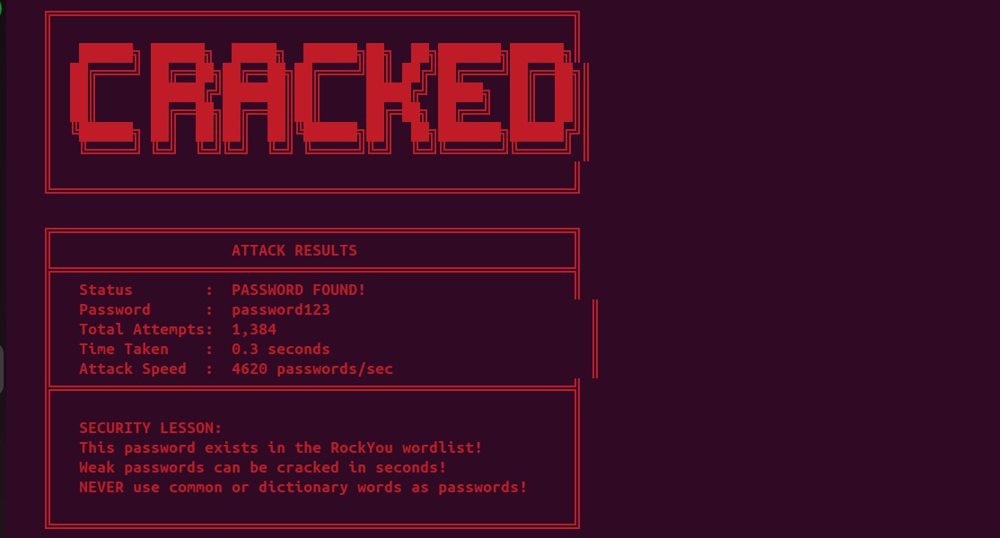 CRACKED
ATTACK RESULTS
Status : PASSWORD FOUND!
Password : password123
Total Attempts: 1,384
Time Taken : 0.3 seconds
Attack Speed : 4620 passwords/sec
SECURITY LESSON:
This password exists in the RockYou wordlist!
Weak passwords can be cracked in seconds!
NEVER use common or dictionary words as passwords!